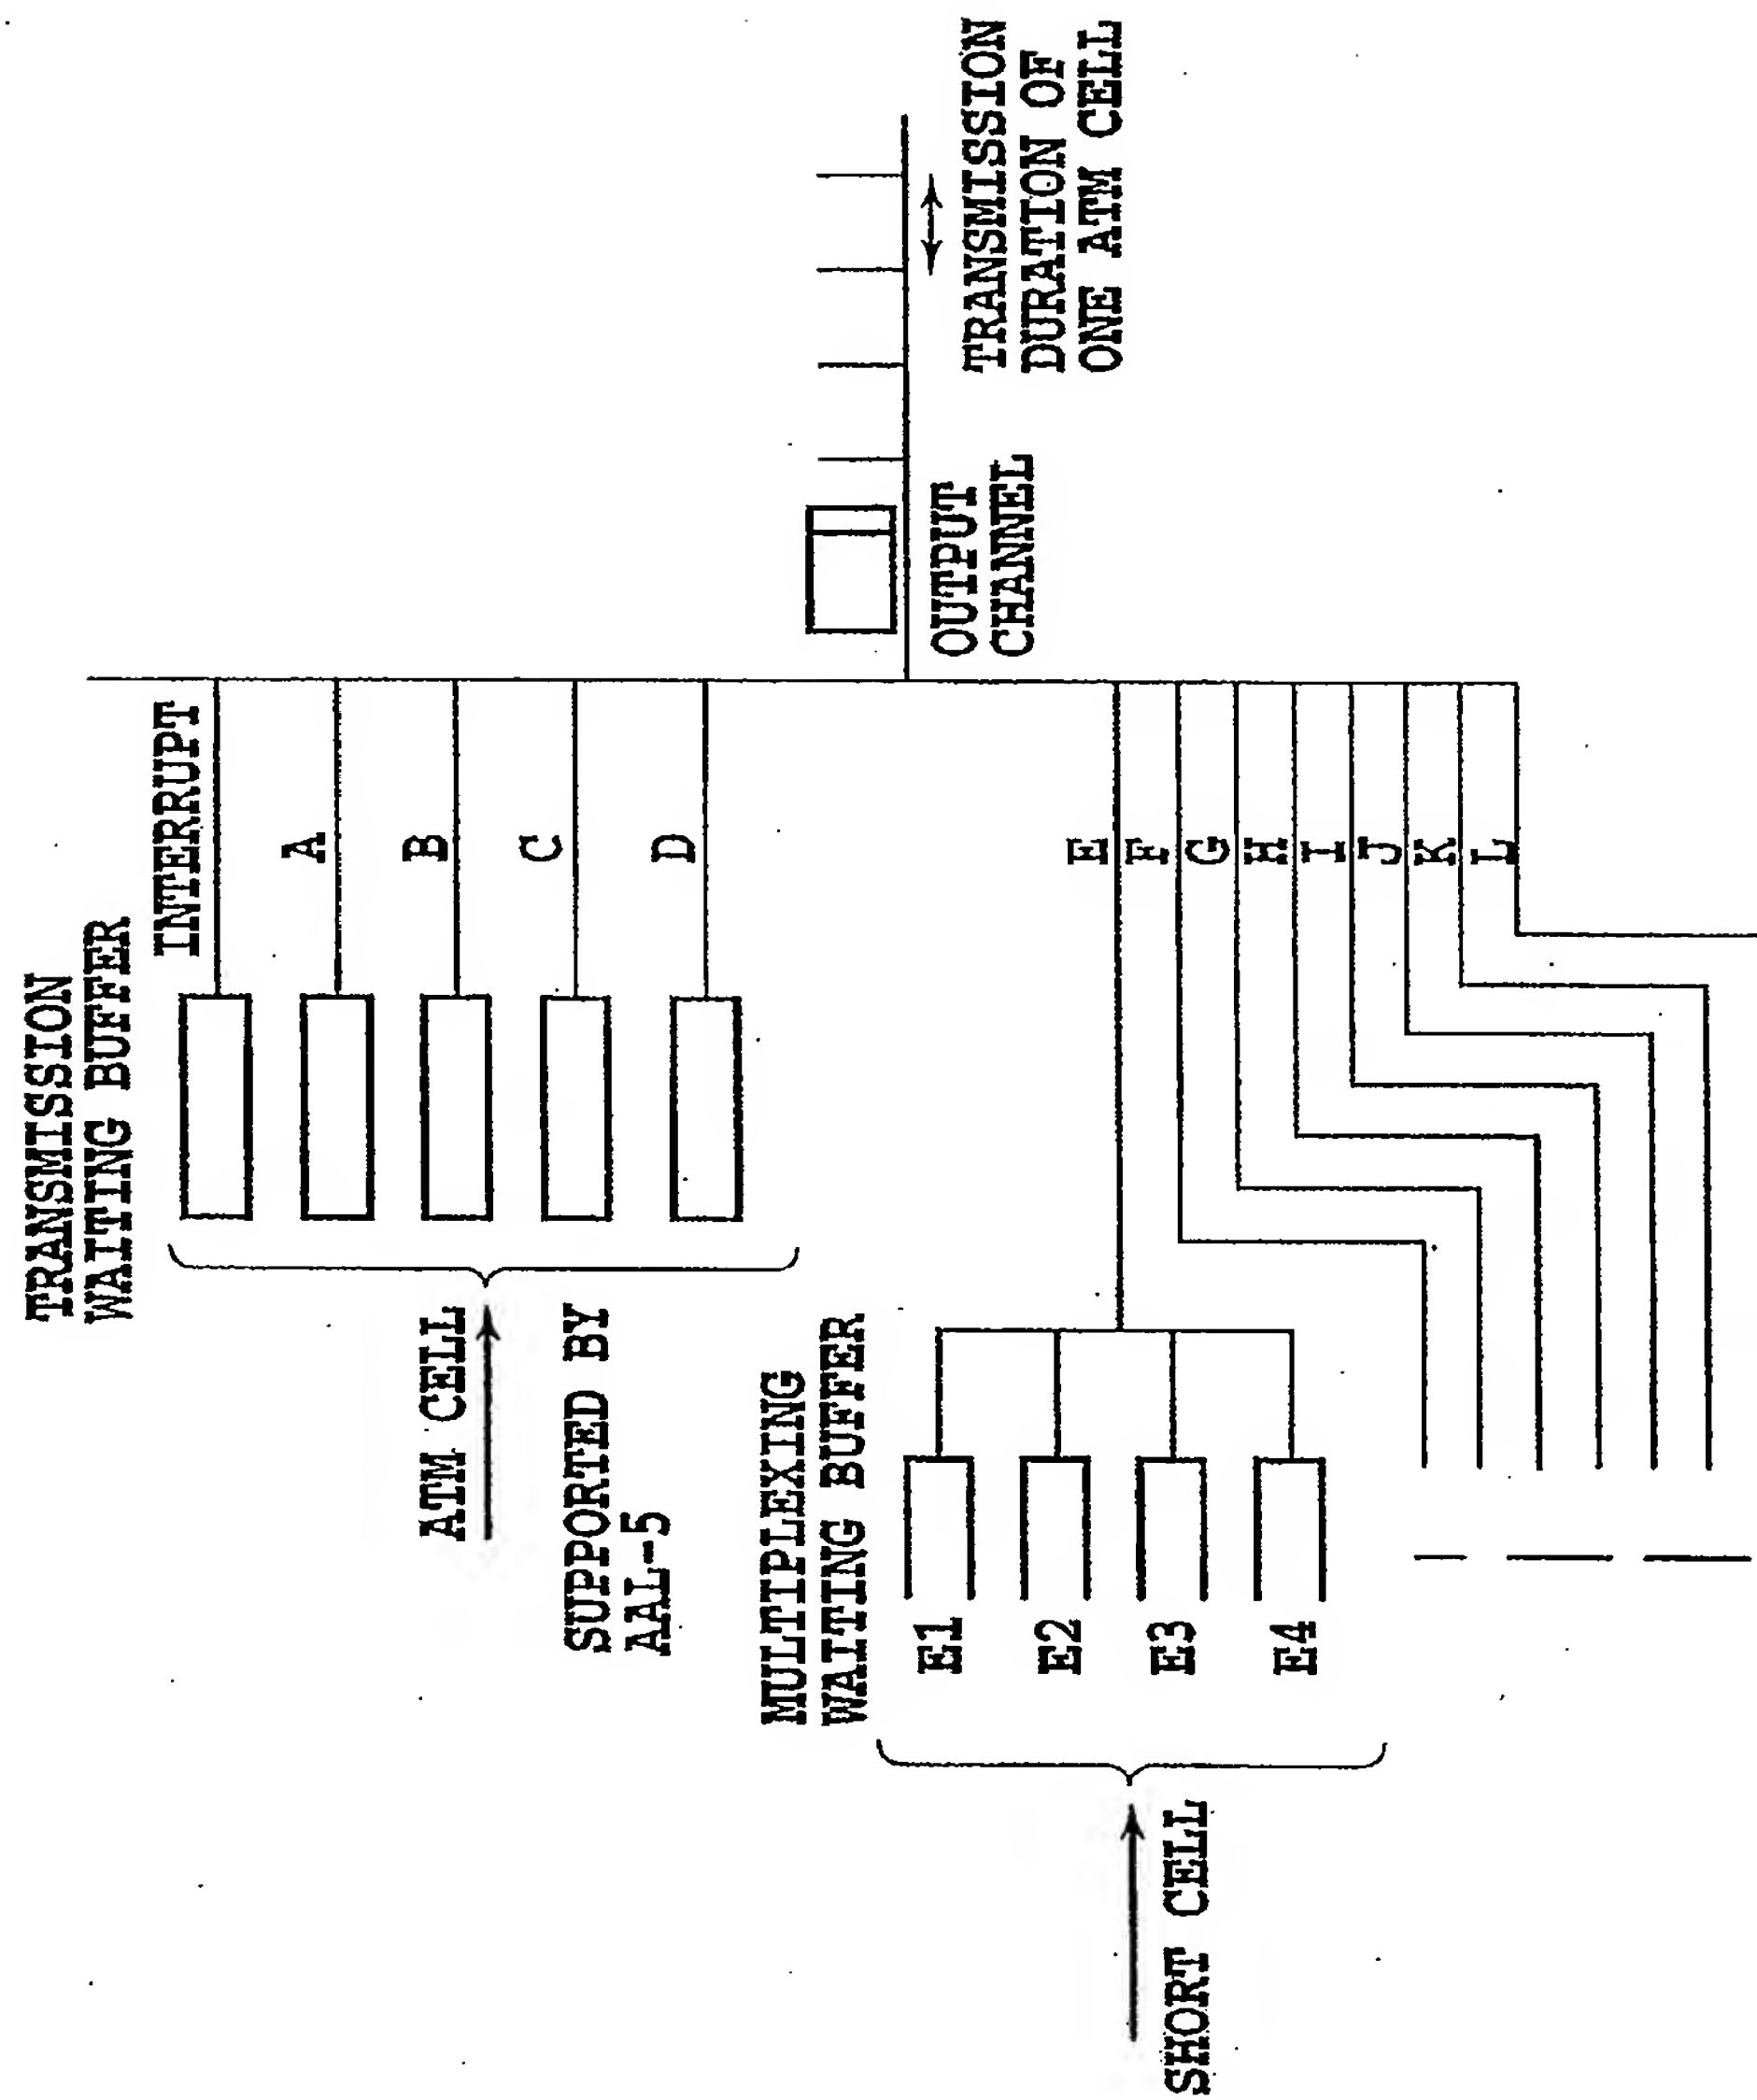 TRANSMISSION
WAITING BUFFER
INTERRUPT
A
B
C
D
ATM CELL
SUPPORTED BY
AAL-5
OUTPUT
CHANNEL
TRANSMISSION
DURATION OF
ONE ATM CELL
MULTIPLEXING
WAITING BUFFER
E1
E2
E3
E4
E
F
G
H
I
J
K
L
SHORT CELL